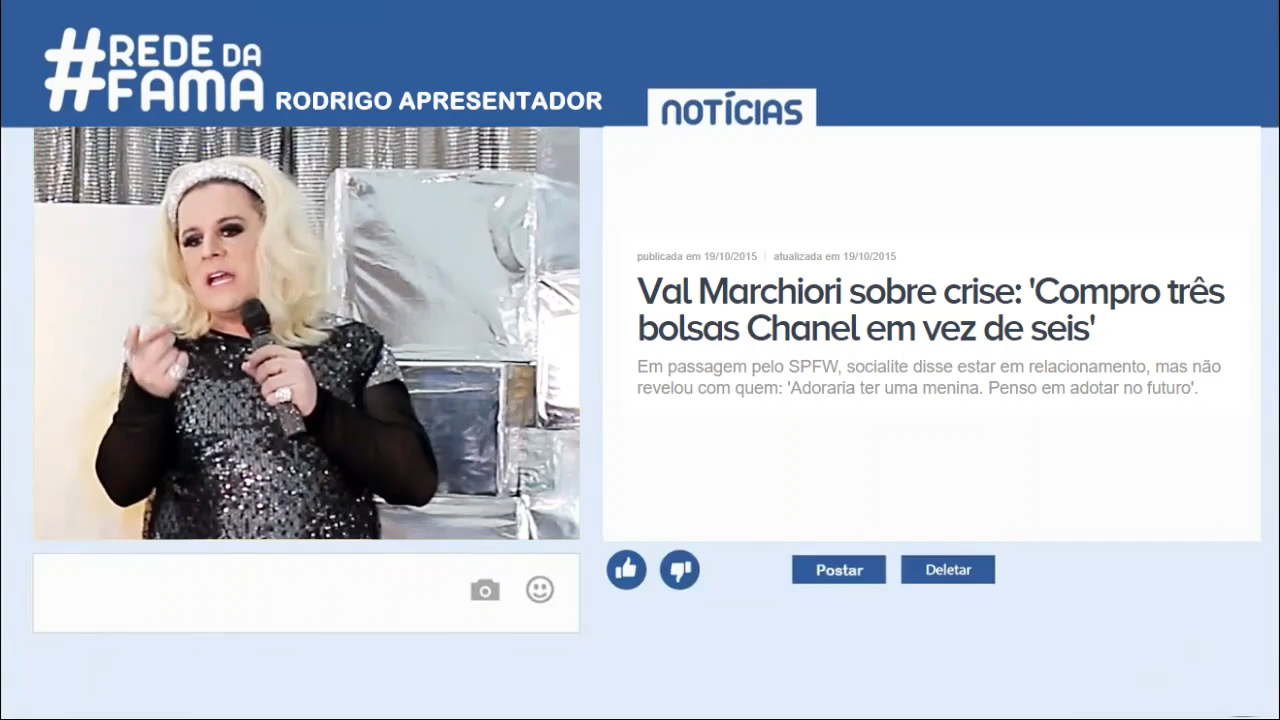 #REDE DA
FAMA RODRIGO APRESENTADOR
NOTÍCIAS
publicada em 19/10/2015 | atualizada em 19/10/2015
Val Marchiori sobre crise: 'Compro três
bolsas Chanel em vez de seis'
Em passagem pelo SPFW, socialite disse estar em relacionamento, mas não
revelou com quem: 'Adoraria ter uma menina. Penso em adotar no futuro'.
Postar Deletar